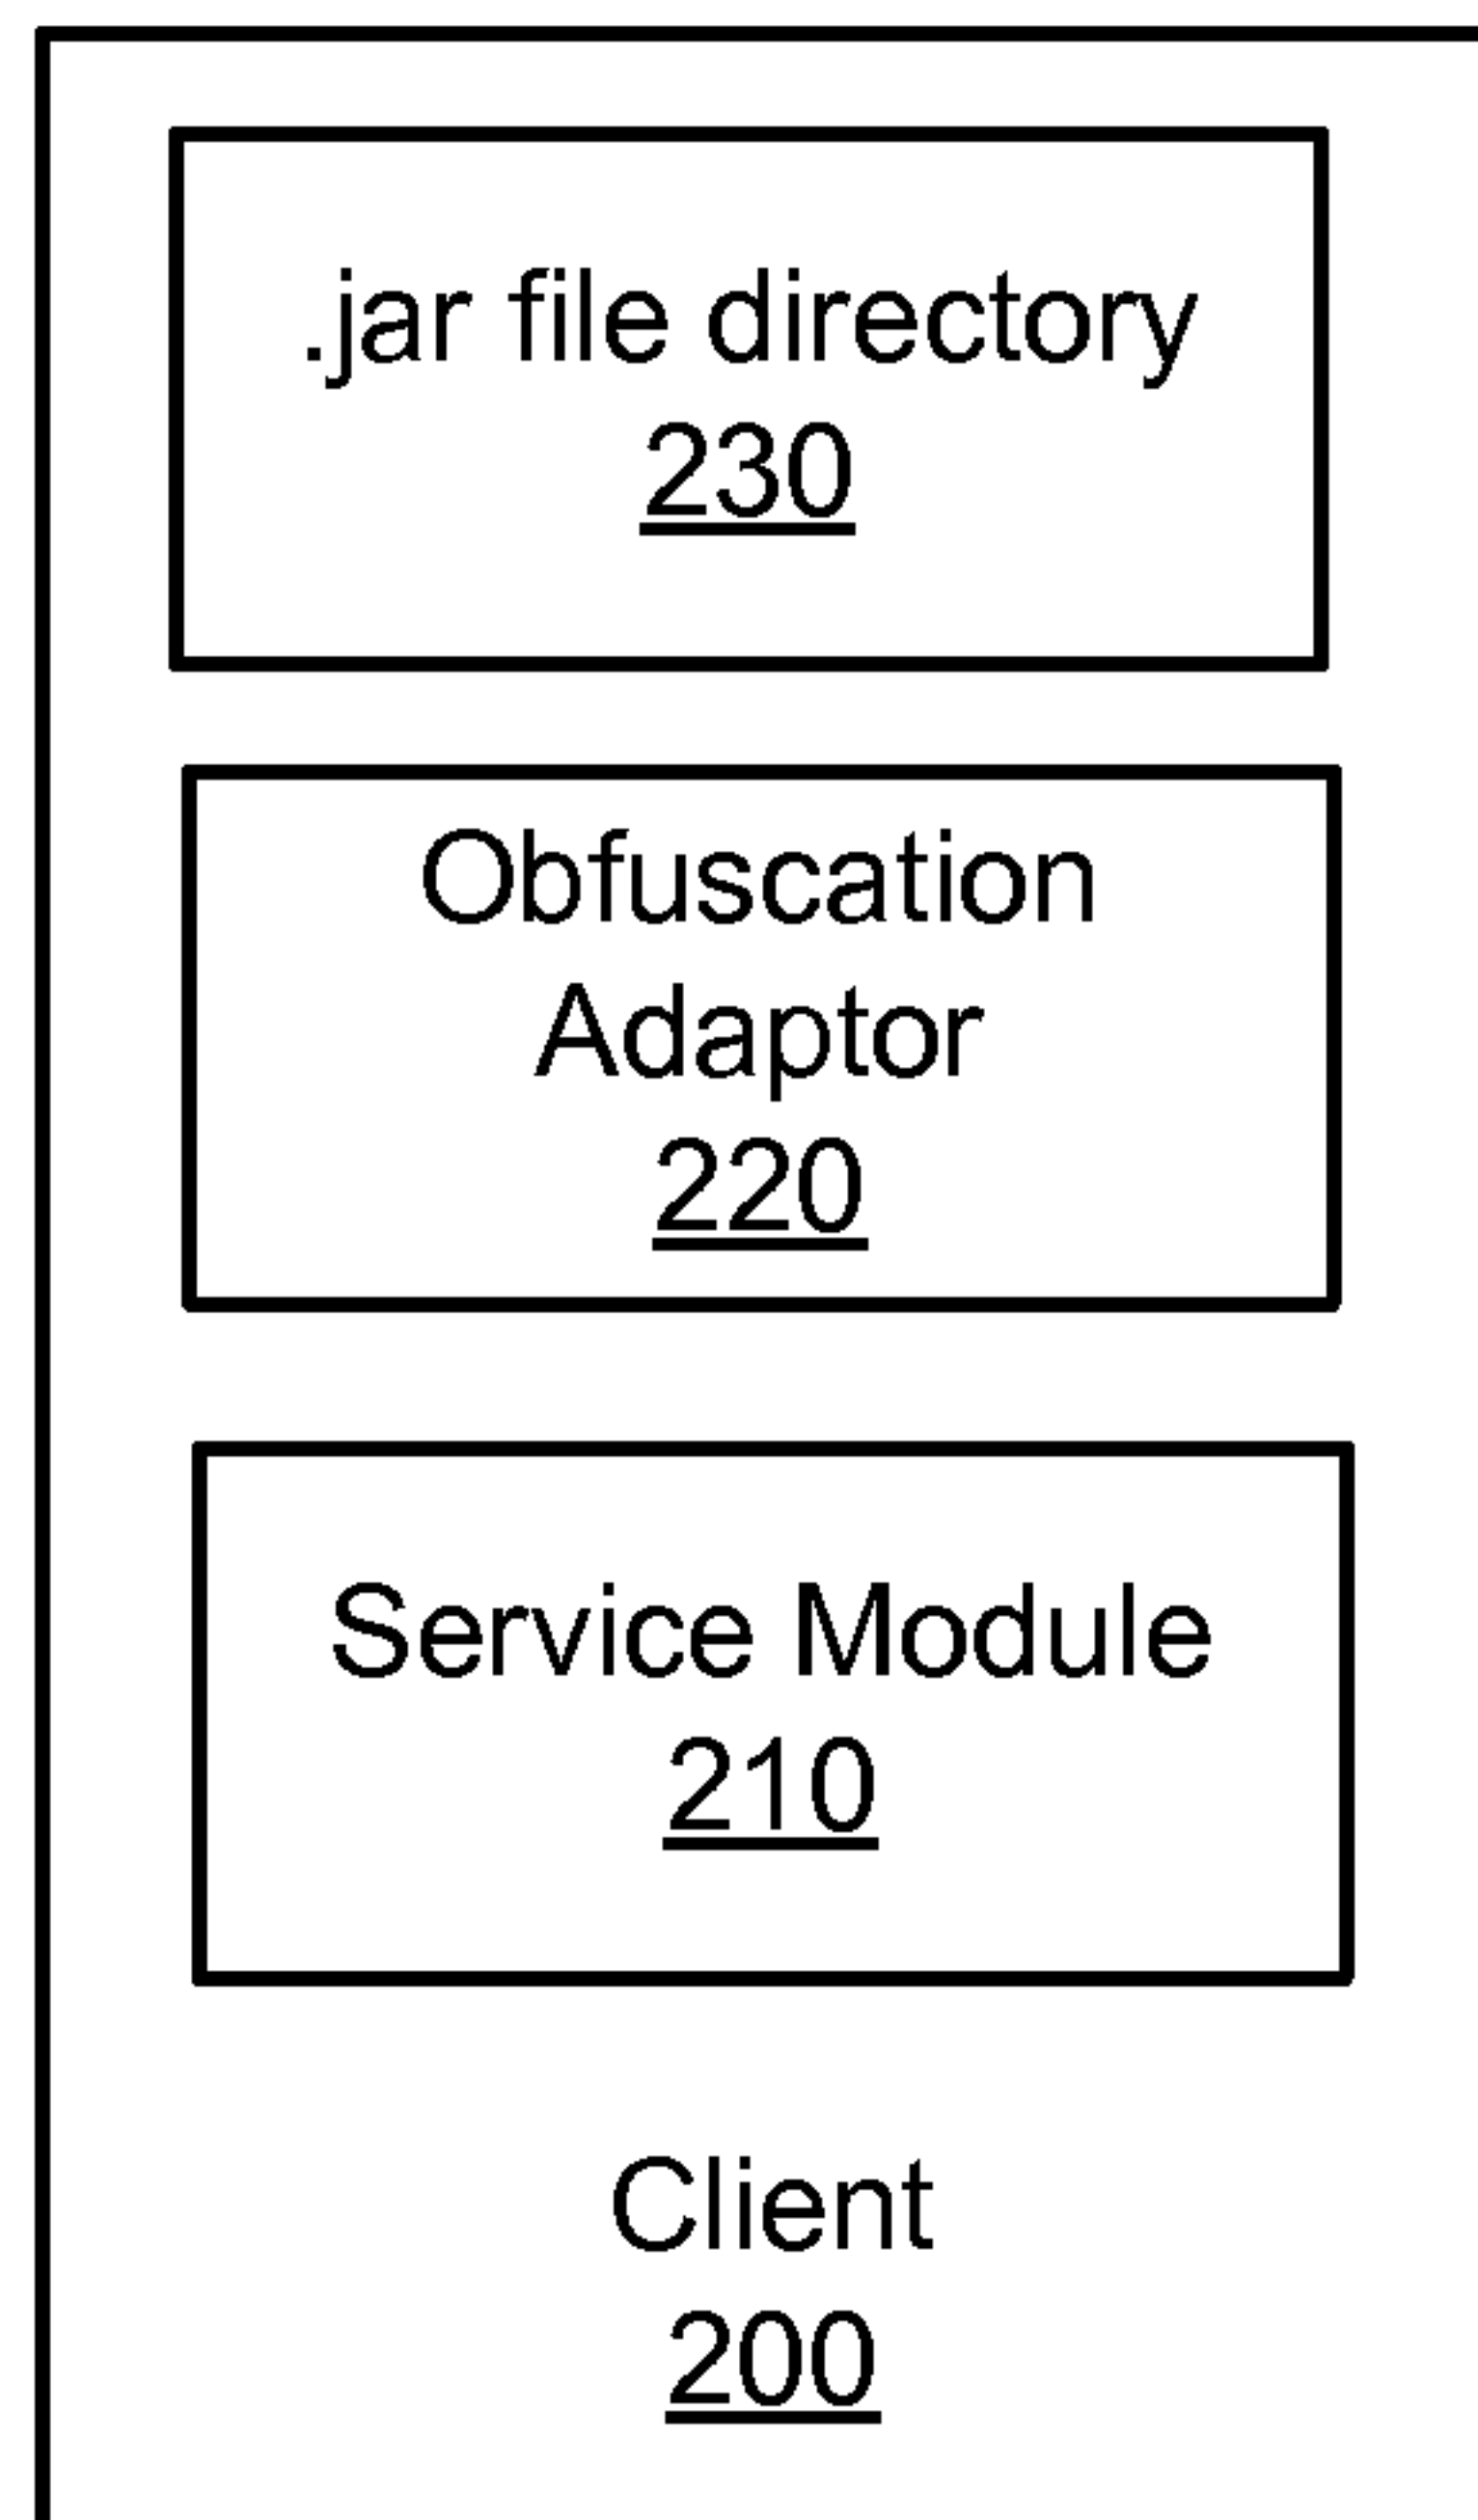 .jar file directory
230
Obfuscation
Adaptor
220
Service Module
210
Client
200